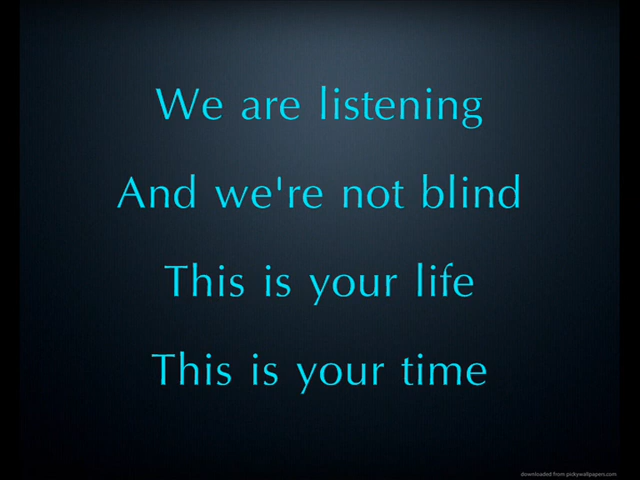 We are listening
And we're not blind
This is your life
This is your time
downloaded from pickywallpapers.com